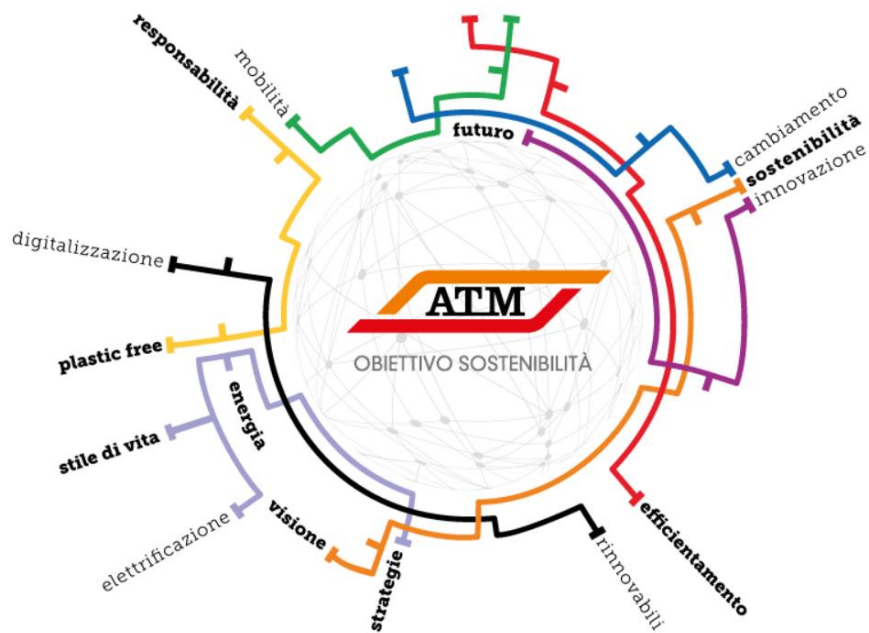 responsabilità
mobilità
futuro
cambiamento
sostenibilità
innovazione
digitalizzazione
ATM
OBIETTIVO SOSTENIBILITÀ
plastic free
energia
stile di vita
elettrificazione
visione
strategie
rinnovabili
efficientamento